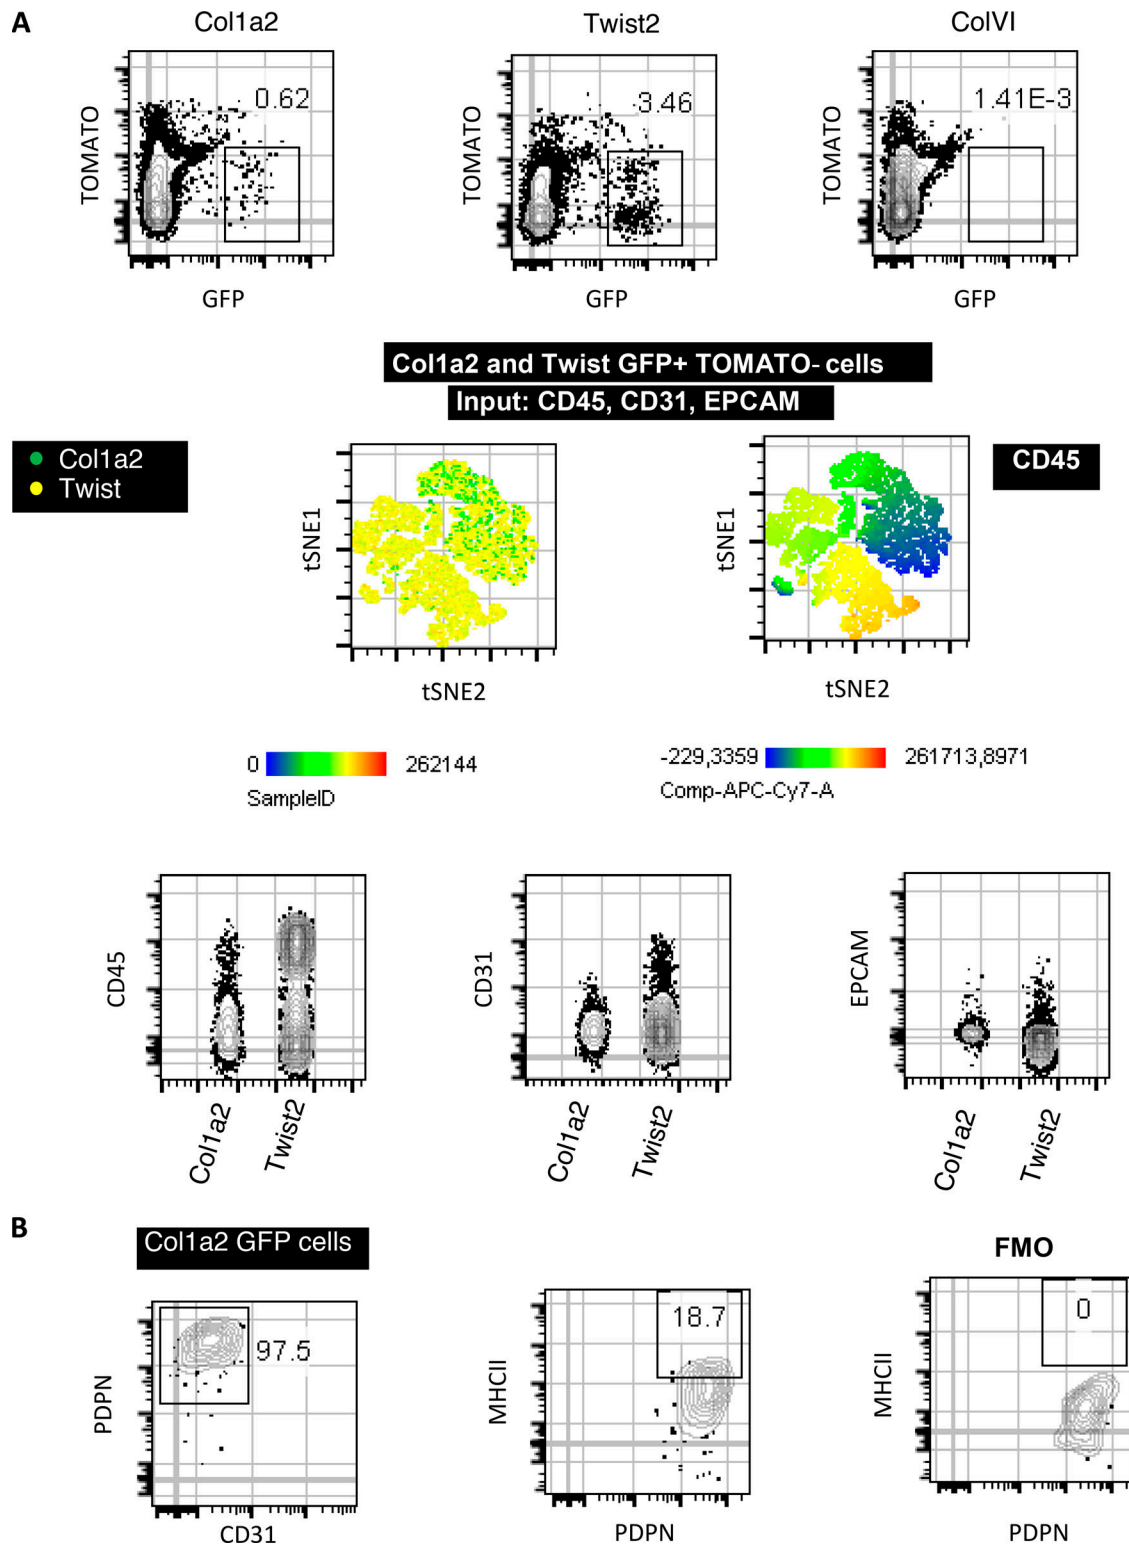 A
Col1a2
Twist2
ColVI
TOMATO
0.62
GFP
TOMATO
3.46
GFP
TOMATO
1.41E-3
GFP
Col1a2 and Twist GFP+ TOMATO- cells
Input: CD45, CD31, EPCAM
Col1a2
Twist
tSNE1
tSNE2
CD45
tSNE1
tSNE2
0
262144
SampleID
-229,3359
261713,8971
Comp-APC-Cy7-A
CD45
Col1a2
Twist2
CD31
Col1a2
Twist2
EPCAM
Col1a2
Twist2
B
Col1a2 GFP cells
FMO
PDPN
97.5
CD31
MHCII
18.7
PDPN
MHCII
0
PDPN